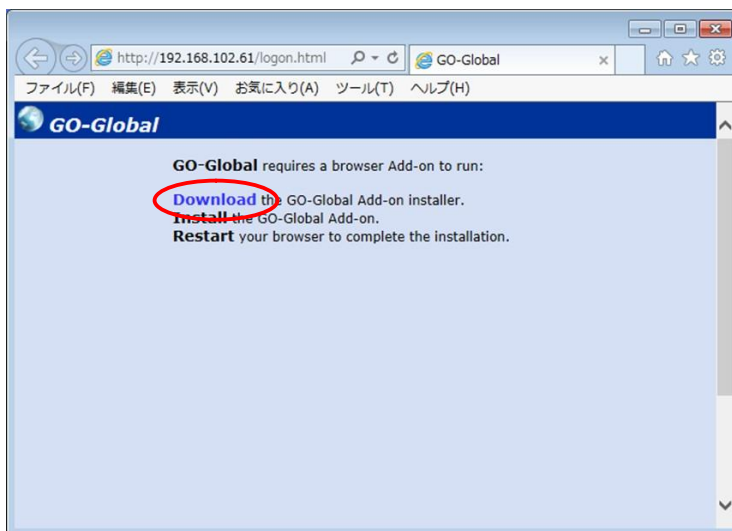 http://192.168.102.61/logon.html
GO-Global
ファイル(F) 編集(E) 表示(V) お気に入り(A) ツール(T) ヘルプ(H)
GO-Global
GO-Global requires a browser Add-on to run:
Download the GO-Global Add-on installer.
Install the GO-Global Add-on.
Restart your browser to complete the installation.